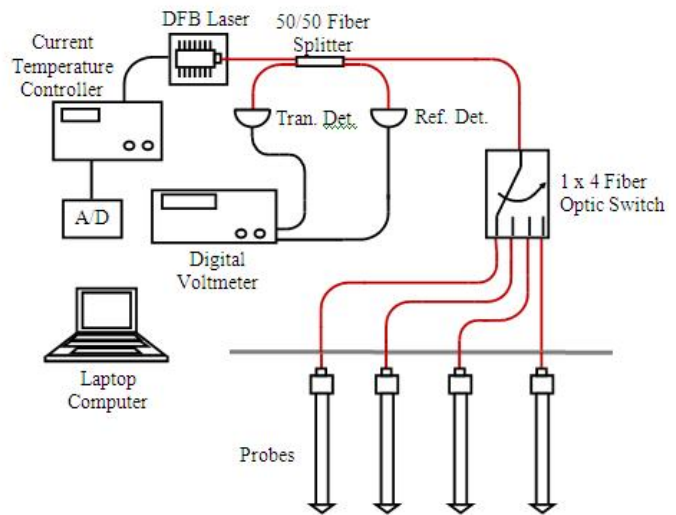 DFB Laser
50/50 Fiber
Splitter
Current
Temperature
Controller
Tran. Det.
Ref. Det.
A/D
1 x 4 Fiber
Optic Switch
Digital
Voltmeter
Laptop
Computer
Probes